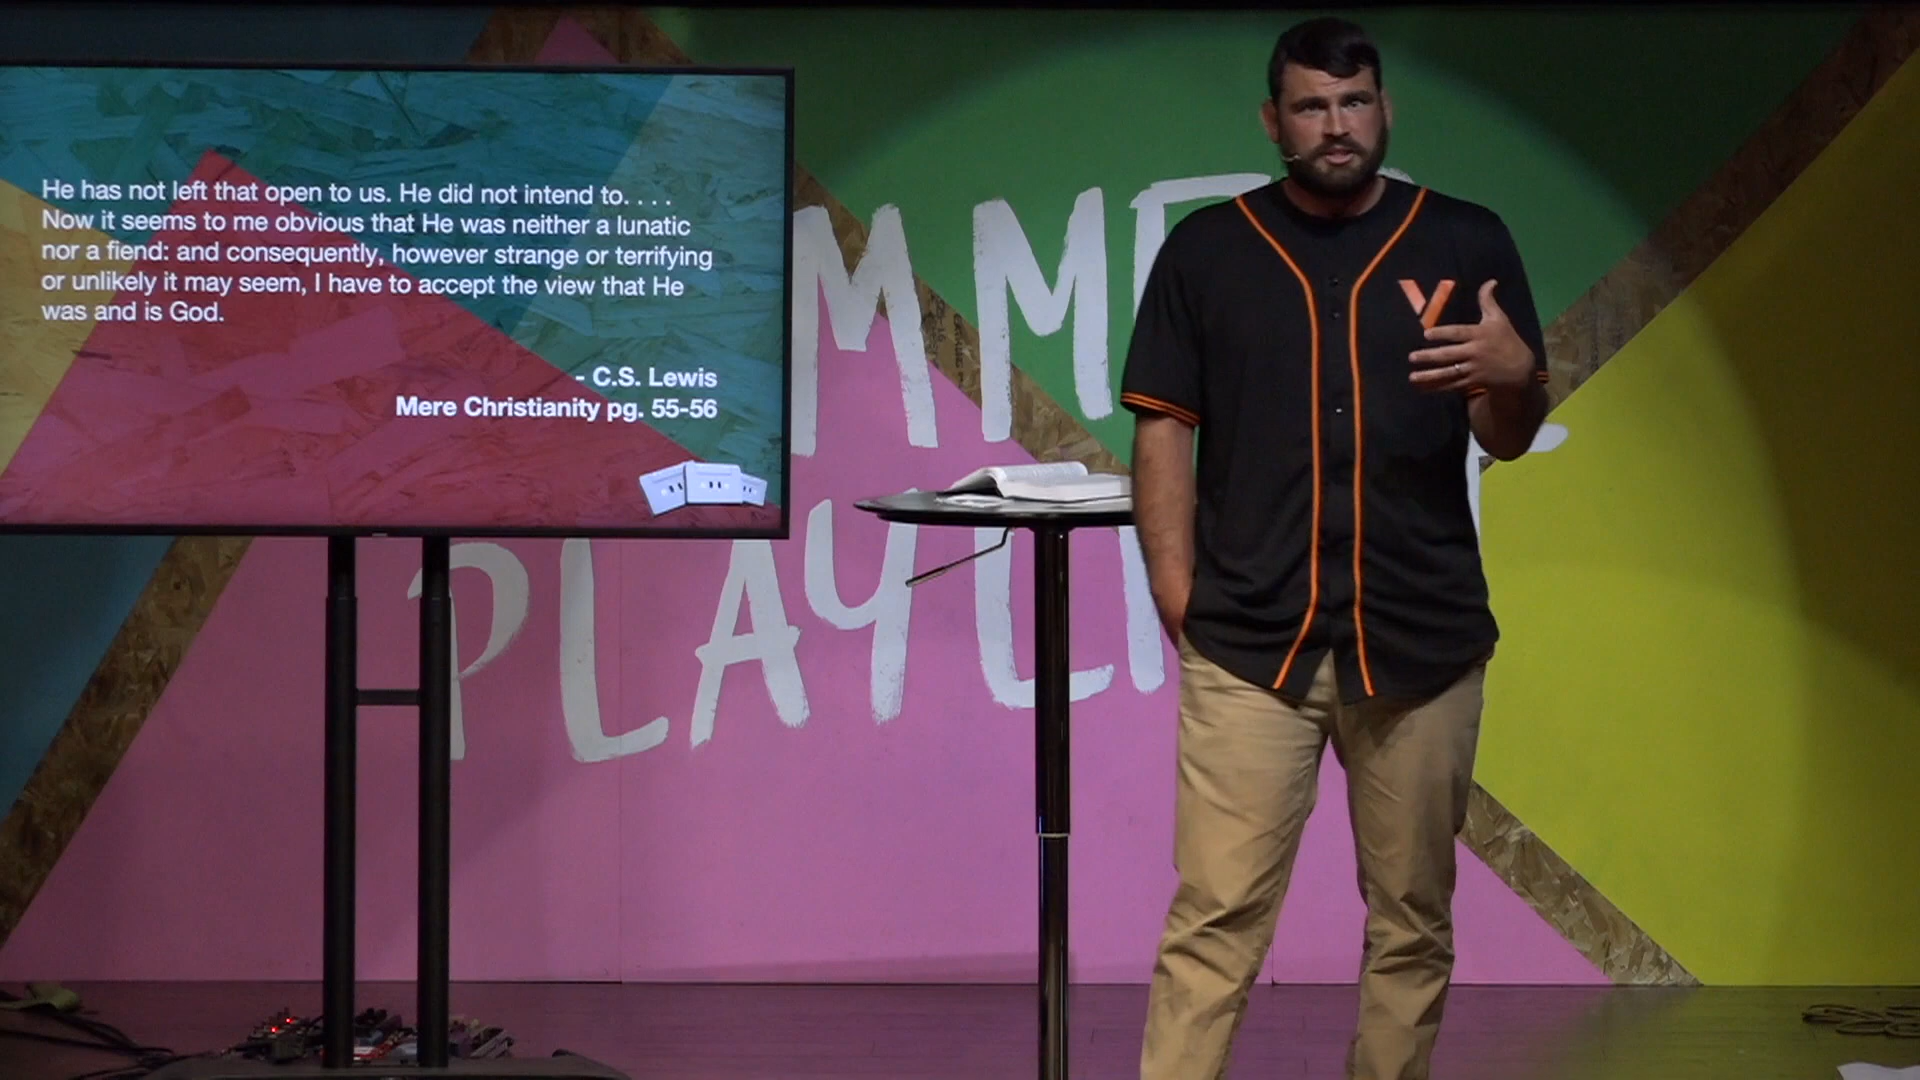 He has not left that open to us. He did not intend to. . . .
Now it seems to me obvious that He was neither a lunatic
nor a fiend: and consequently, however strange or terrifying
or unlikely it may seem, I have to accept the view that He
was and is God.
- C.S. Lewis
Mere Christianity pg. 55-56
MME
PLAYLI